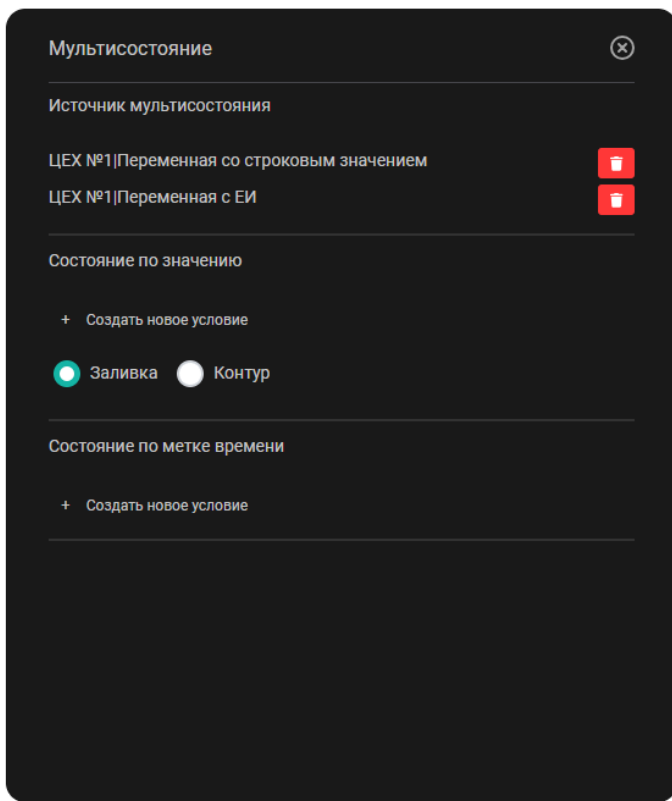 Мультисостояние
Источник мультисостояния
ЦЕХ №1|Переменная со строковым значением
ЦЕХ №1|Переменная с ЕИ
Состояние по значению
+ Создать новое условие
Заливка Контур
Состояние по метке времени
+ Создать новое условие